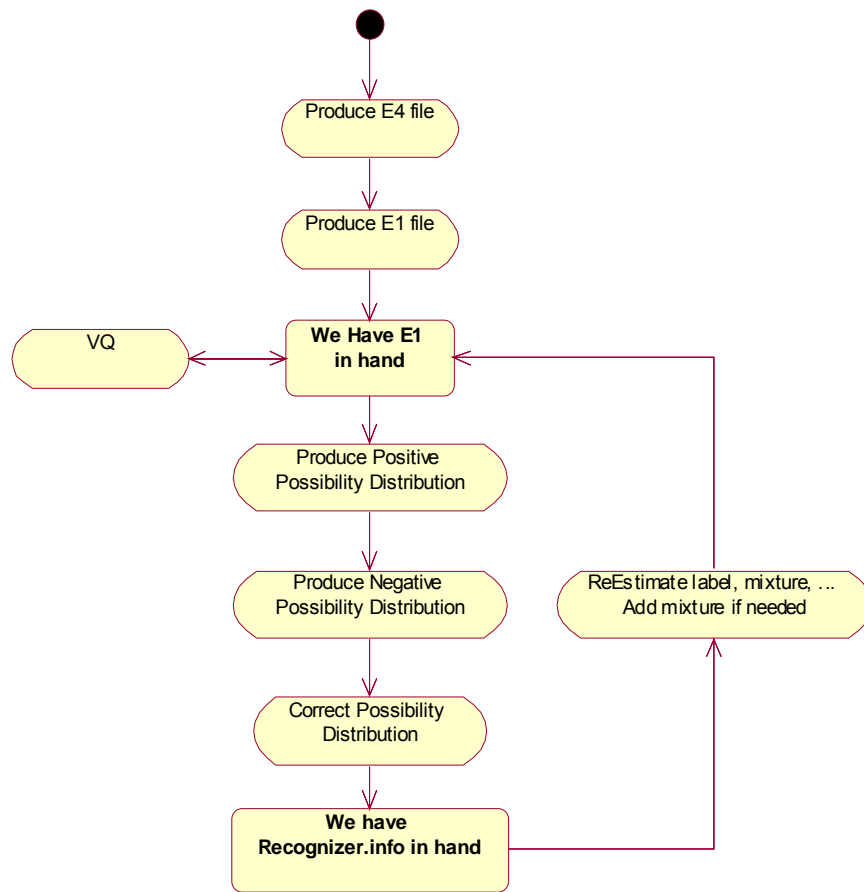 Produce E4 file
Produce E1 file
VQ
We Have E1
in hand
Produce Positive
Possibility Distribution
Produce Negative
Possibility Distribution
ReEstimate label, mixture, ...
Add mixture if needed
Correct Possibility
Distribution
We have
Recognizer.info in hand